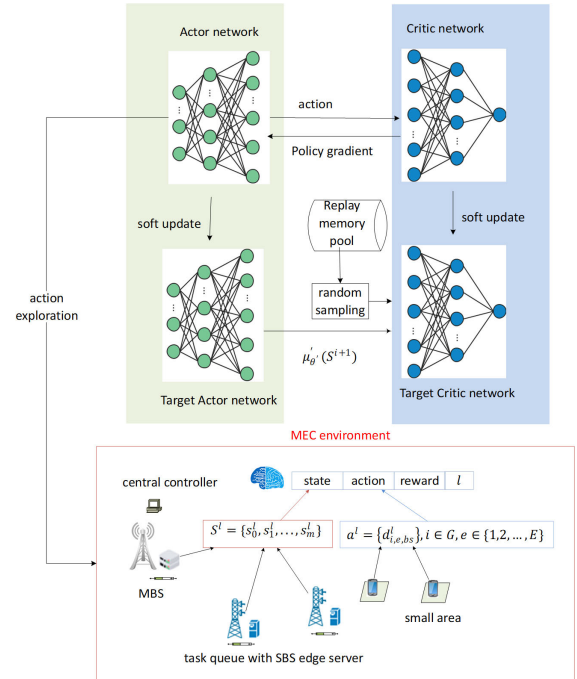 Actor network
Critic network
action
Policy gradient
Replay
memory
pool
soft update
soft update
random
sampling
action
exploration
μ′_θ′(S^{i+1})
Target Actor network
Target Critic network
MEC environment
central controller
state action reward l
S^l = {s_0^l, s_1^l, ..., s_m^l}
a^l = {d_{i,e,bs}^l}, i ∈ G, e ∈ {1,2, ..., E}
MBS
small area
task queue with SBS edge server